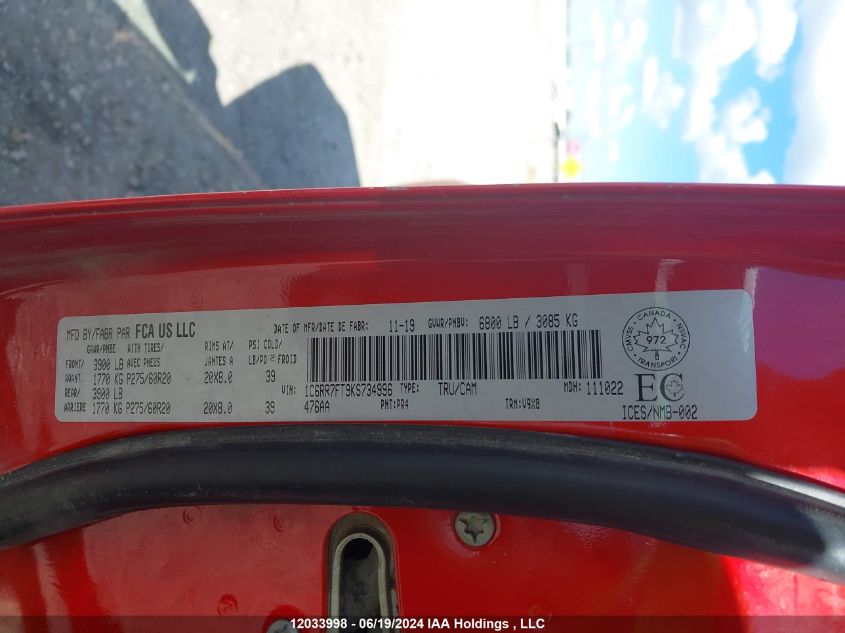 MFD BY/FABR PAR FCA US LLC
DATE OF MFR/DATE DE FABR: 11-19 GVWR/PNBV: 6800 LB / 3085 KG
GAWR/PNBE WITH TIRES/ RIMS AT/ PSI COLD/
FRONT/ 3900 LB AVEC PNEUS JANTES A LB/PO 2 FROID
AVANT: 1770 KG P275/60R20 20X8.0 39
REAR/ 3900 LB
ARRIERE 1770 KG P275/60R20 20X8.0 39
VIN: 1C6RR7FT9KS734996 TYPE: TRU/CAM MDH: 111022
476AA PNT: PR4 TRM: V9X8
CANADA
CMVSS NSVAC
972
TRANSPORT
EC
ICES/NMB-002
12033998 - 06/19/2024 IAA Holdings , LLC